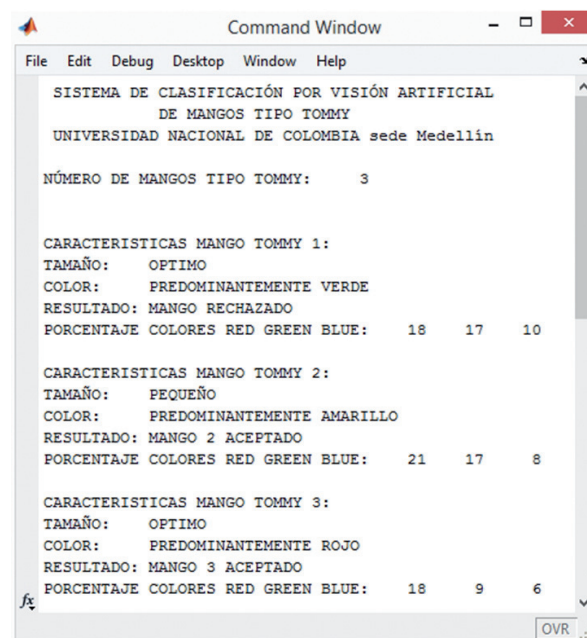 Command Window
File Edit Debug Desktop Window Help
SISTEMA DE CLASIFICACIÓN POR VISIÓN ARTIFICIAL
DE MANGOS TIPO TOMMY
UNIVERSIDAD NACIONAL DE COLOMBIA sede Medellín
NÚMERO DE MANGOS TIPO TOMMY: 3
CARACTERISTICAS MANGO TOMMY 1:
TAMAÑO: OPTIMO
COLOR: PREDOMINANTEMENTE VERDE
RESULTADO: MANGO RECHAZADO
PORCENTAJE COLORES RED GREEN BLUE: 18 17 10
CARACTERISTICAS MANGO TOMMY 2:
TAMAÑO: PEQUEÑO
COLOR: PREDOMINANTEMENTE AMARILLO
RESULTADO: MANGO 2 ACEPTADO
PORCENTAJE COLORES RED GREEN BLUE: 21 17 8
CARACTERISTICAS MANGO TOMMY 3:
TAMAÑO: OPTIMO
COLOR: PREDOMINANTEMENTE ROJO
RESULTADO: MANGO 3 ACEPTADO
PORCENTAJE COLORES RED GREEN BLUE: 18 9 6
fx
OVR